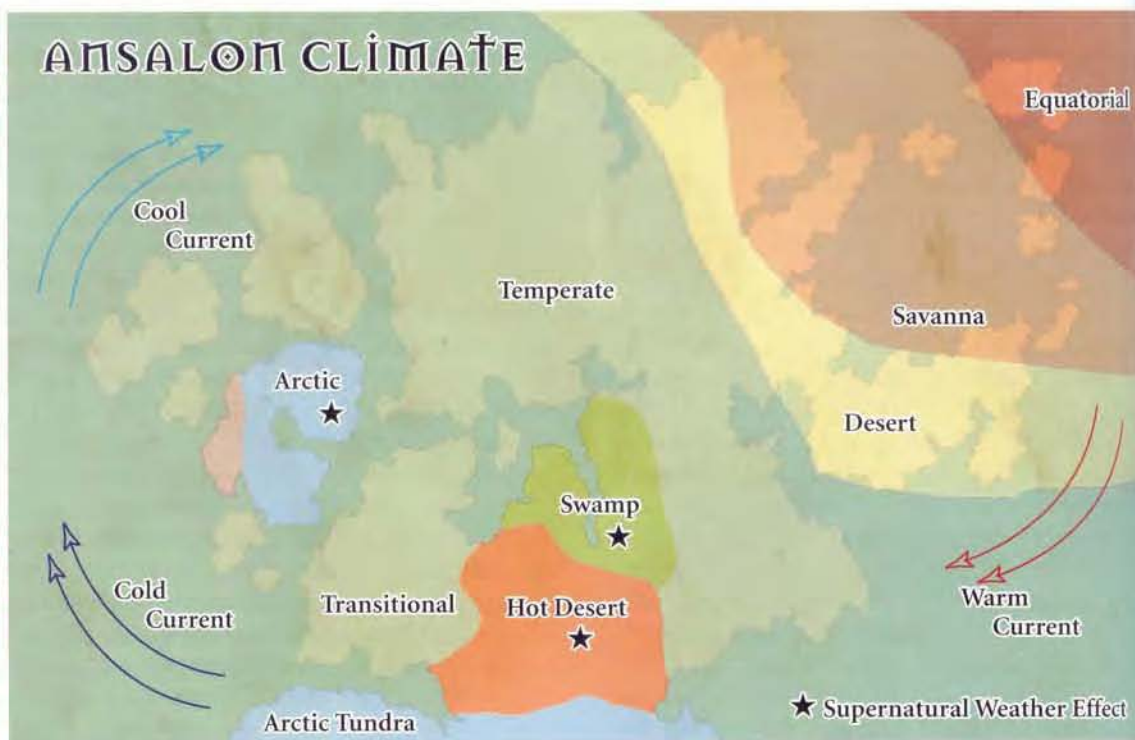 ANSALON CLIMATE
Equatorial
Cool
Current
Temperate
Savanna
Arctic
Desert
Swamp
Cold
Current
Transitional
Hot Desert
Warm
Current
Arctic Tundra
★ Supernatural Weather Effect